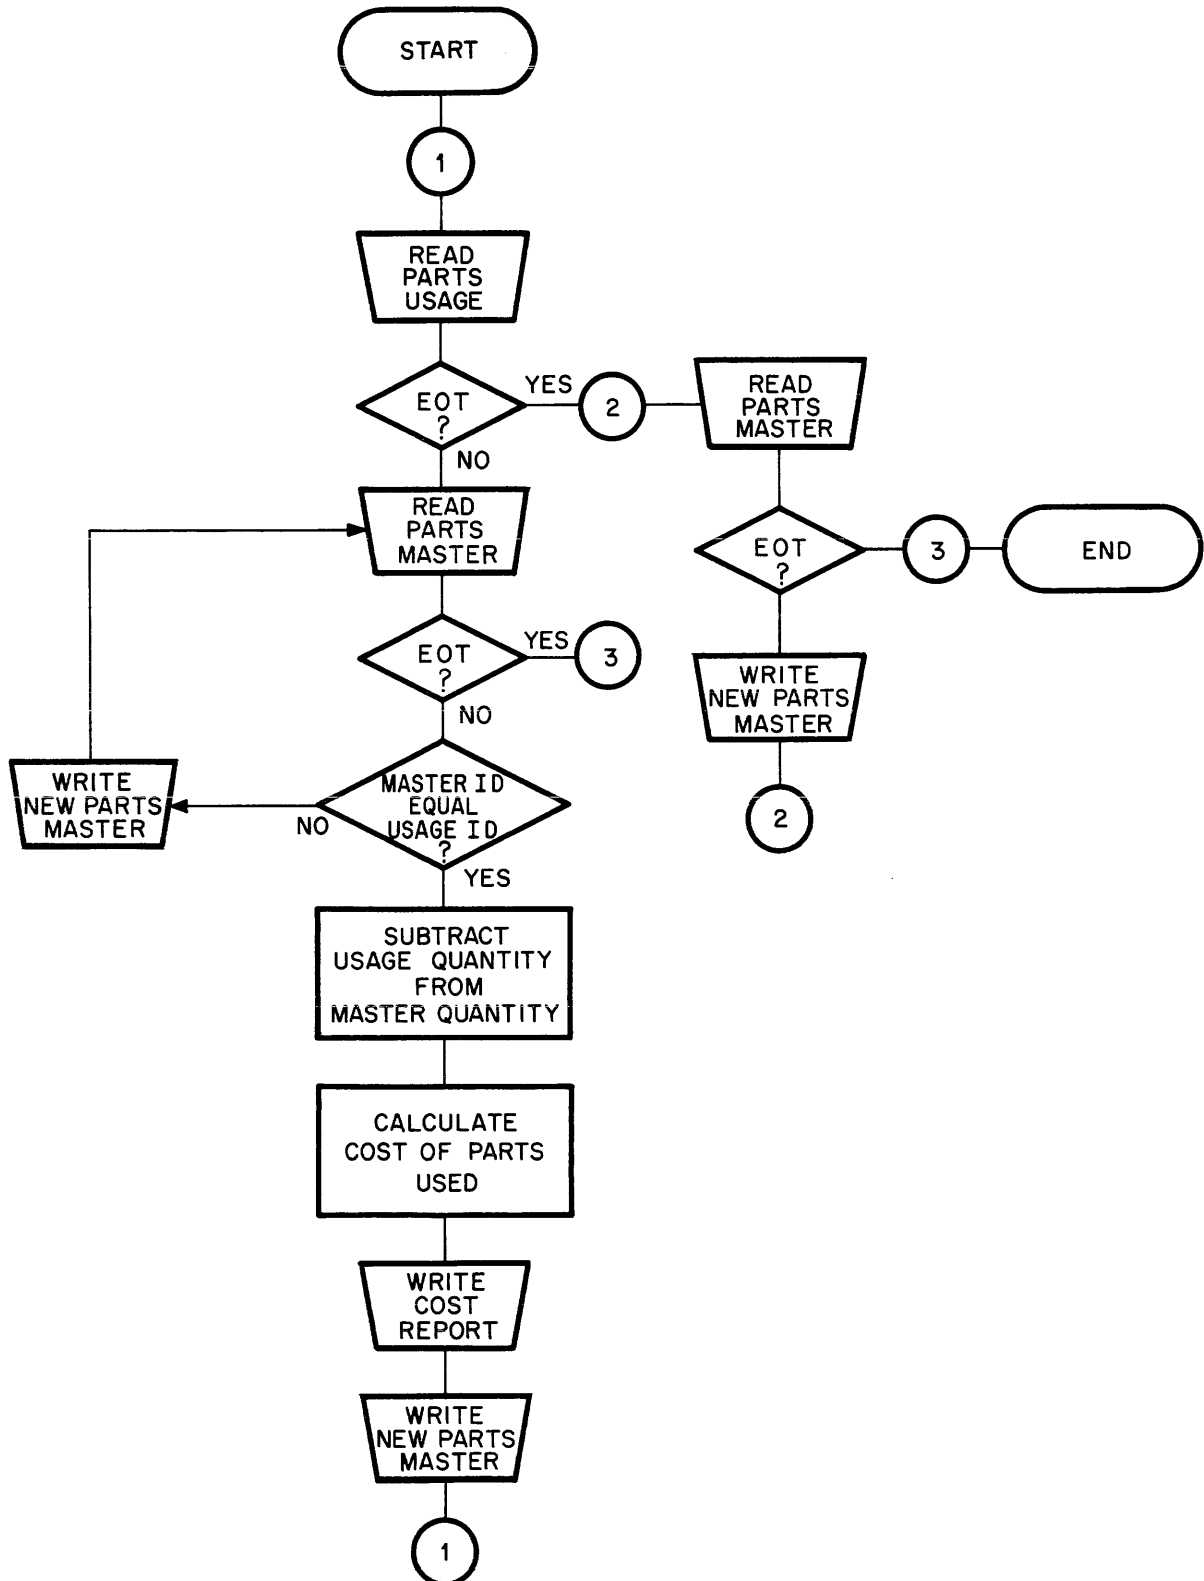 START
1
READ
PARTS
USAGE
EOT
?
YES
2
READ
PARTS
MASTER
NO
READ
PARTS
MASTER
EOT
?
3
END
EOT
?
YES
3
NO
WRITE
NEW PARTS
MASTER
2
MASTER ID
EQUAL
USAGE ID
?
NO
WRITE
NEW PARTS
MASTER
YES
SUBTRACT
USAGE QUANTITY
FROM
MASTER QUANTITY
CALCULATE
COST OF PARTS
USED
WRITE
COST
REPORT
WRITE
NEW PARTS
MASTER
1